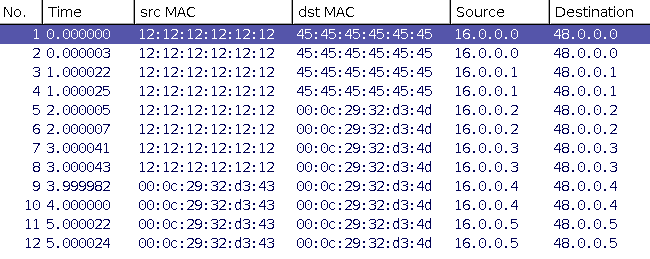 No. Time src MAC dst MAC Source Destination
1 0.000000 12:12:12:12:12:12 45:45:45:45:45:45 16.0.0.0 48.0.0.0
2 0.000003 12:12:12:12:12:12 45:45:45:45:45:45 16.0.0.0 48.0.0.0
3 1.000022 12:12:12:12:12:12 45:45:45:45:45:45 16.0.0.1 48.0.0.1
4 1.000025 12:12:12:12:12:12 45:45:45:45:45:45 16.0.0.1 48.0.0.1
5 2.000005 12:12:12:12:12:12 00:0c:29:32:d3:4d 16.0.0.2 48.0.0.2
6 2.000007 12:12:12:12:12:12 00:0c:29:32:d3:4d 16.0.0.2 48.0.0.2
7 3.000041 12:12:12:12:12:12 00:0c:29:32:d3:4d 16.0.0.3 48.0.0.3
8 3.000043 12:12:12:12:12:12 00:0c:29:32:d3:4d 16.0.0.3 48.0.0.3
9 3.999982 00:0c:29:32:d3:43 00:0c:29:32:d3:4d 16.0.0.4 48.0.0.4
10 4.000000 00:0c:29:32:d3:43 00:0c:29:32:d3:4d 16.0.0.4 48.0.0.4
11 5.000022 00:0c:29:32:d3:43 00:0c:29:32:d3:4d 16.0.0.5 48.0.0.5
12 5.000024 00:0c:29:32:d3:43 00:0c:29:32:d3:4d 16.0.0.5 48.0.0.5